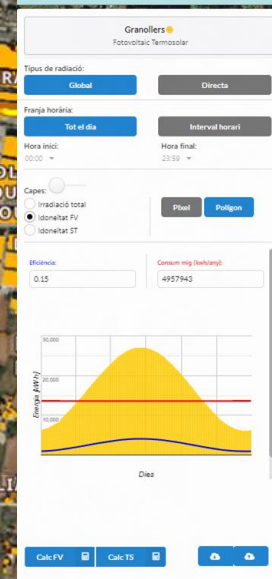 Granollers
Fotovoltaic Termosolar
Tipus de radiació:
Global Directa
Franja horària:
Tot el dia Interval horari
Hora inici: Hora final:
00:00 23:59
Capes:
Irradiació total
Idoneïtat FV
Idoneïtat ST
Píxel Polígon
Eficiència: Consum mig [kwh/any]:
0.15 4957943
30,000
20,000
10,000
Energia [kWh]
Dies
Calc FV Calc TS